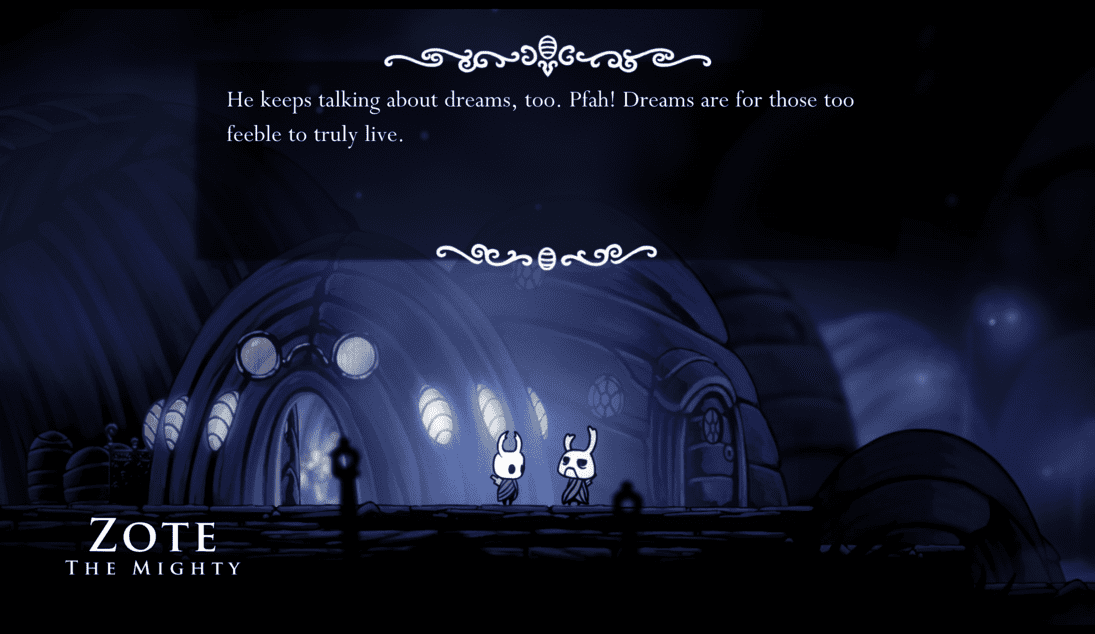 He keeps talking about dreams, too. Pfah! Dreams are for those too
feeble to truly live.
Zote
The Mighty